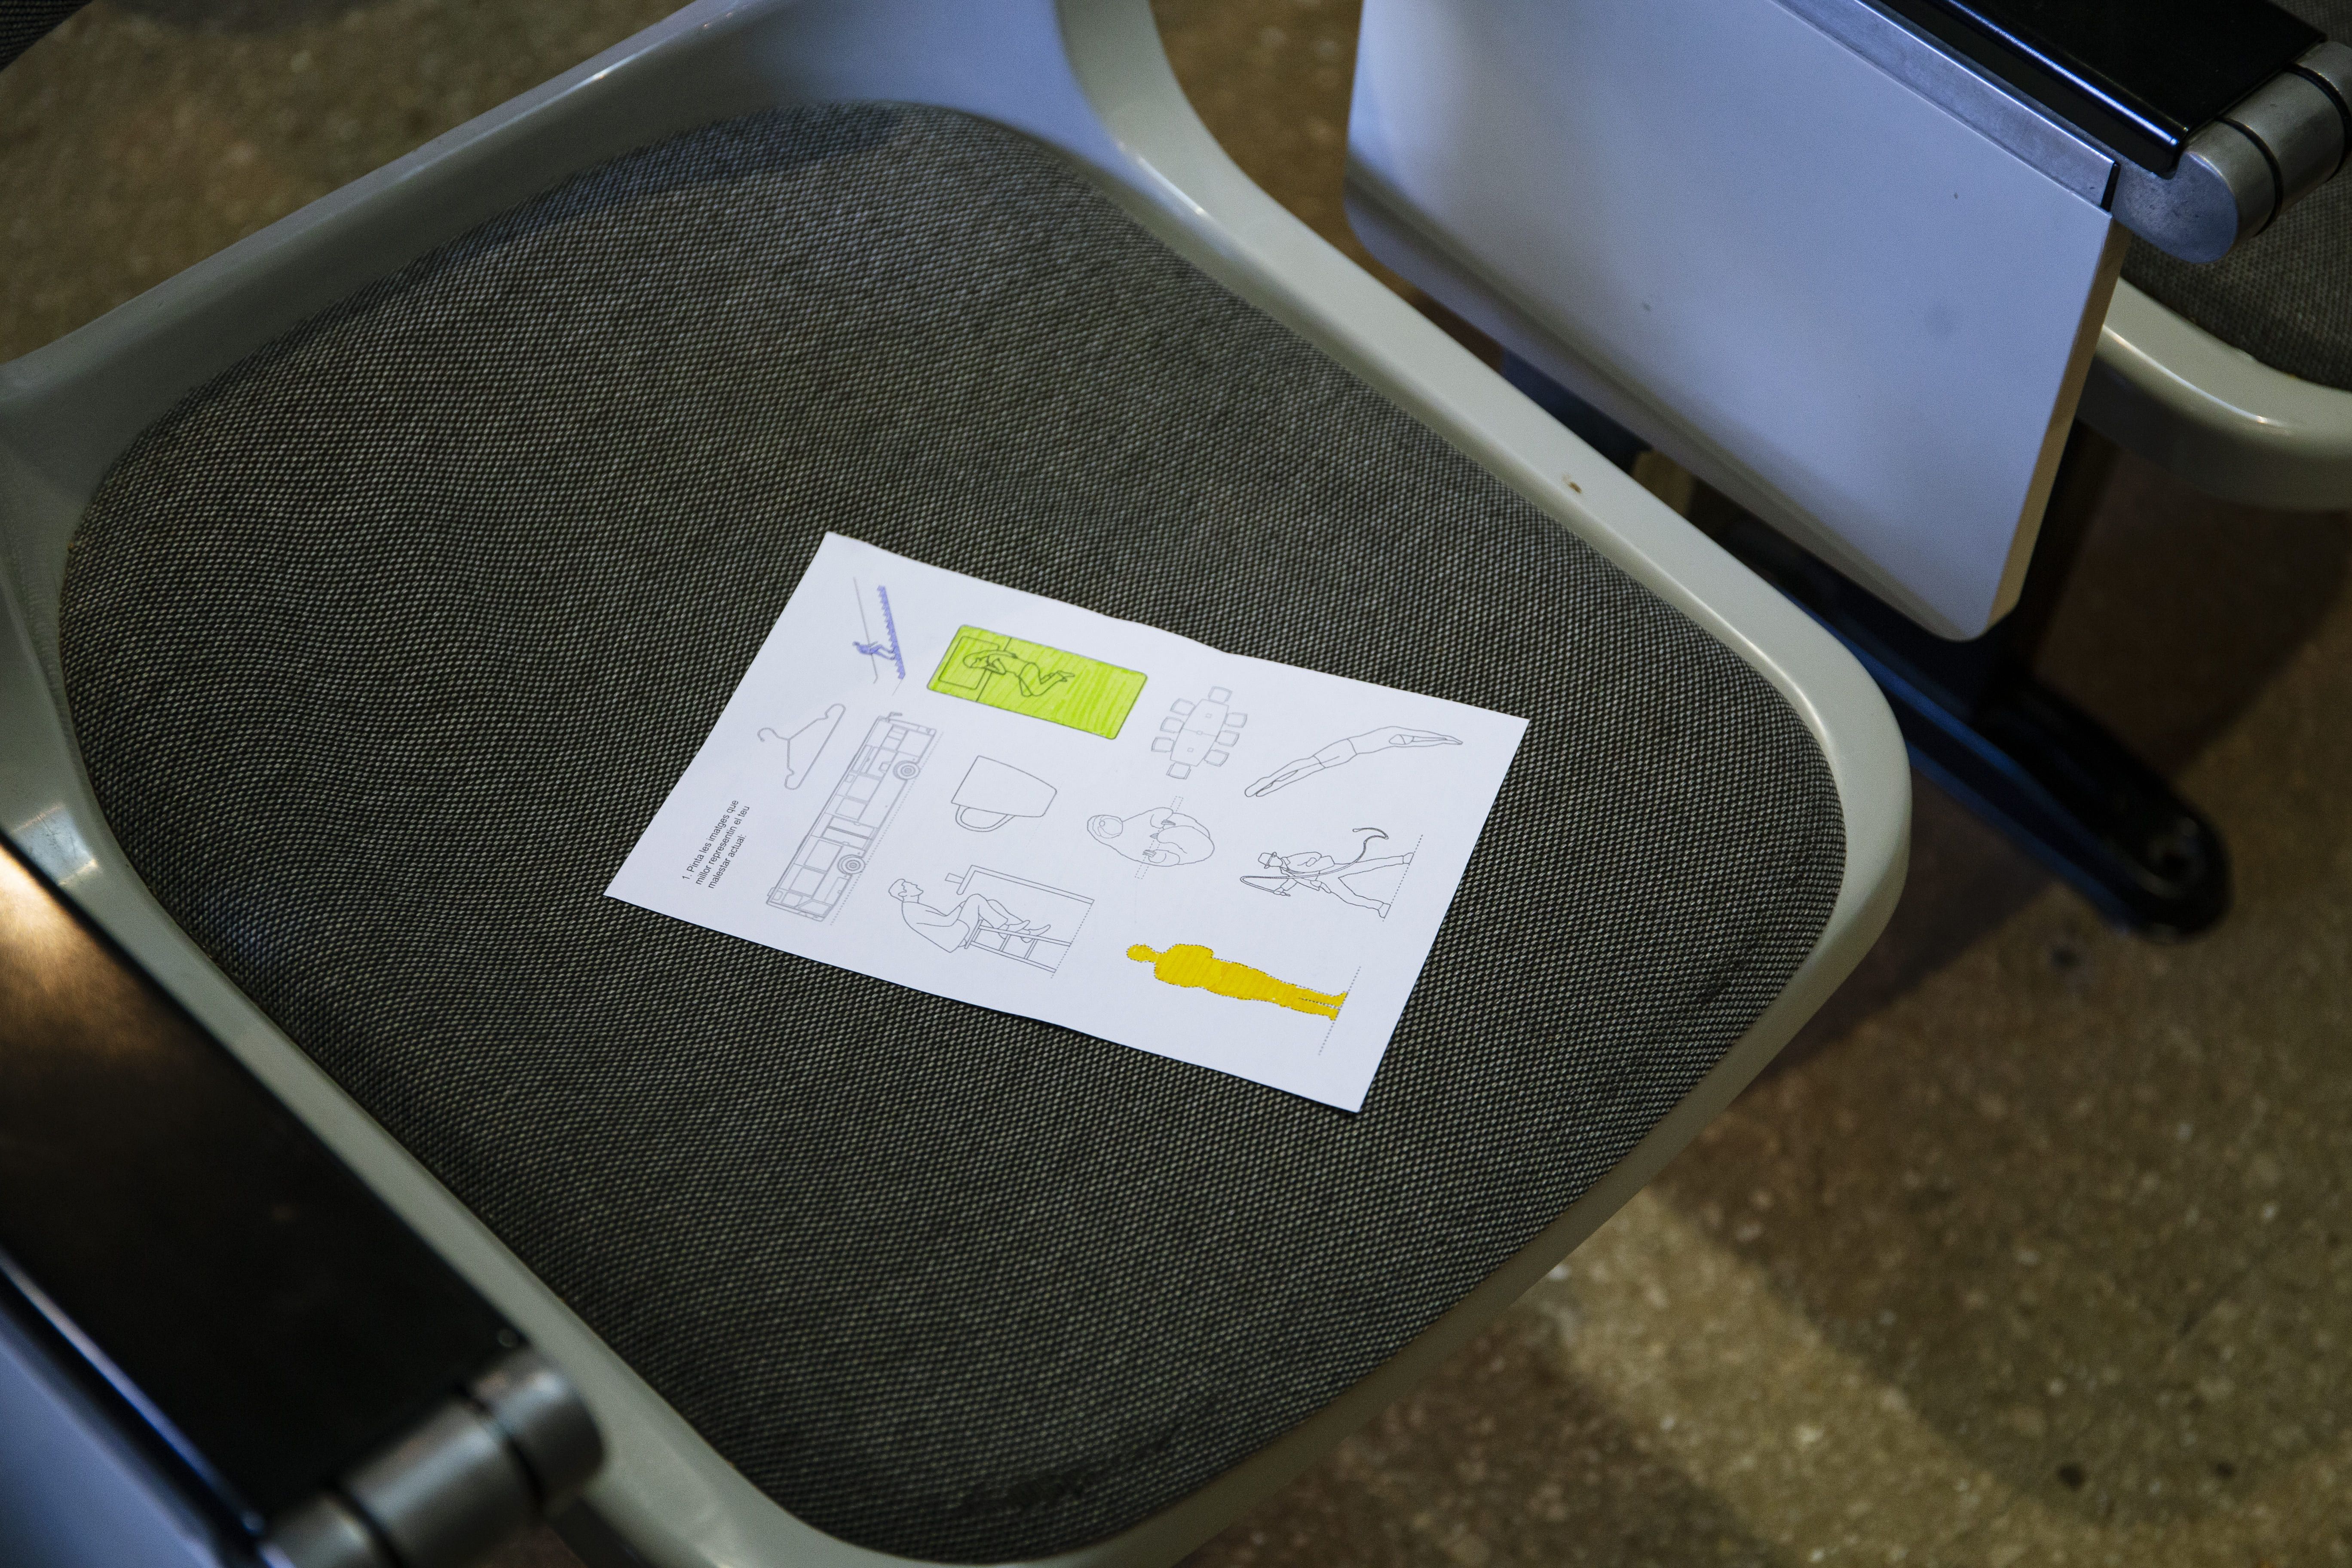 1. Pinta les imatges que
millor representin el teu
malestar actual: